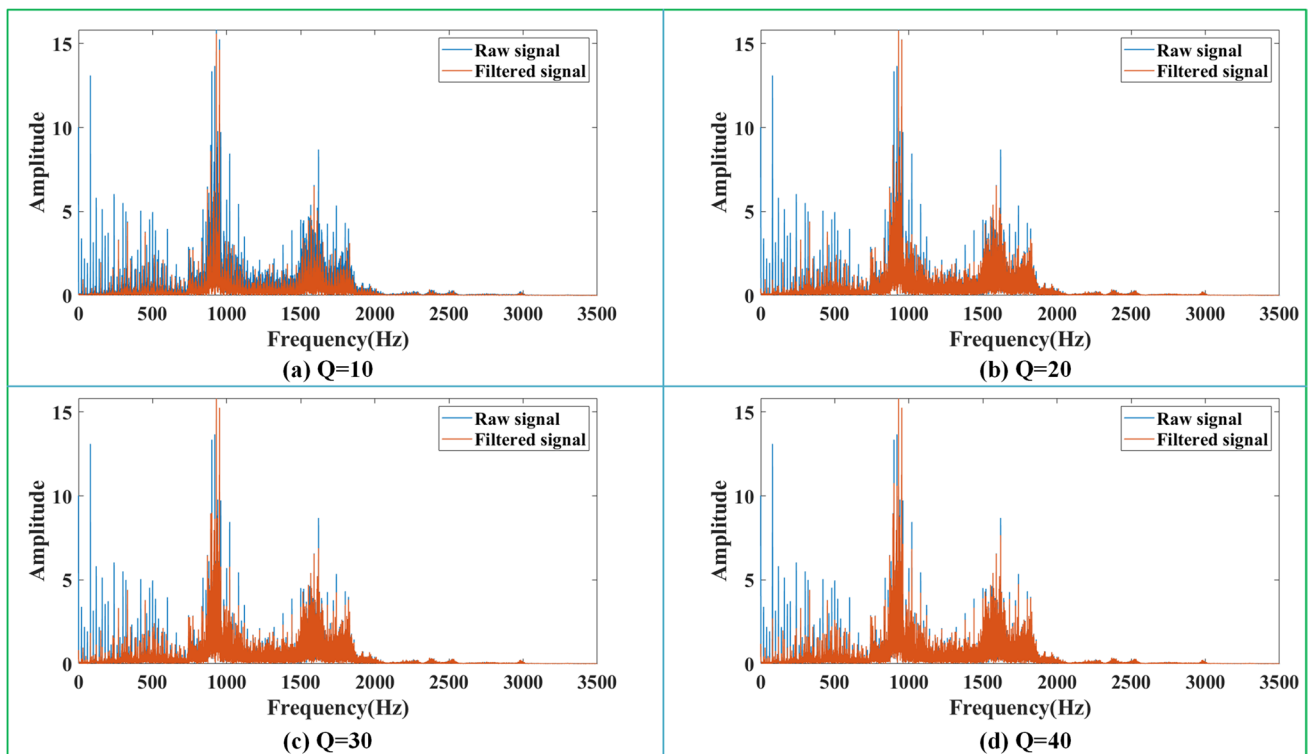 15
Raw signal
Filtered signal
10
Amplitude
5
0
0 500 1000 1500 2000 2500 3000 3500
Frequency(Hz)
(a) Q=10
15
Raw signal
Filtered signal
10
Amplitude
5
0
0 500 1000 1500 2000 2500 3000 3500
Frequency(Hz)
(b) Q=20
15
Raw signal
Filtered signal
10
Amplitude
5
0
0 500 1000 1500 2000 2500 3000 3500
Frequency(Hz)
(c) Q=30
15
Raw signal
Filtered signal
10
Amplitude
5
0
0 500 1000 1500 2000 2500 3000 3500
Frequency(Hz)
(d) Q=40